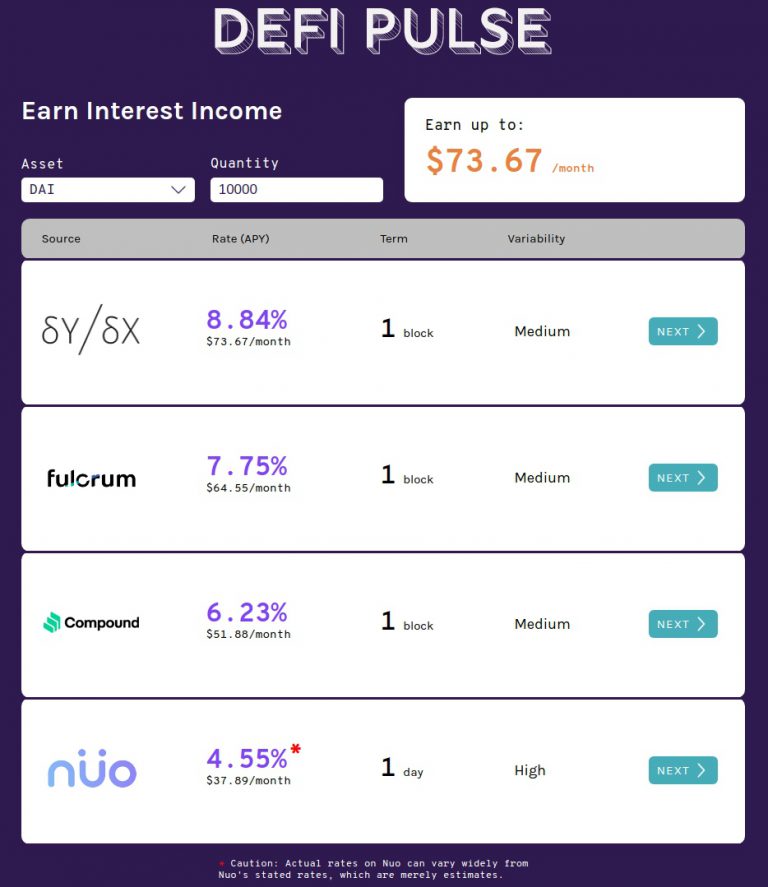 DEFI PULSE
Earn Interest Income
Earn up to:
$73.67 /month
Asset
Quantity
DAI
10000
Source Rate (APY) Term Variability
δY/δX
8.84%
$73.67/month
1 block
Medium
NEXT
fulcrum
7.75%
$64.55/month
1 block
Medium
NEXT
Compound
6.23%
$51.88/month
1 block
Medium
NEXT
nüo
4.55%*
$37.89/month
1 day
High
NEXT
* Caution: Actual rates on Nuo can vary widely from
Nuo's stated rates, which are merely estimates.